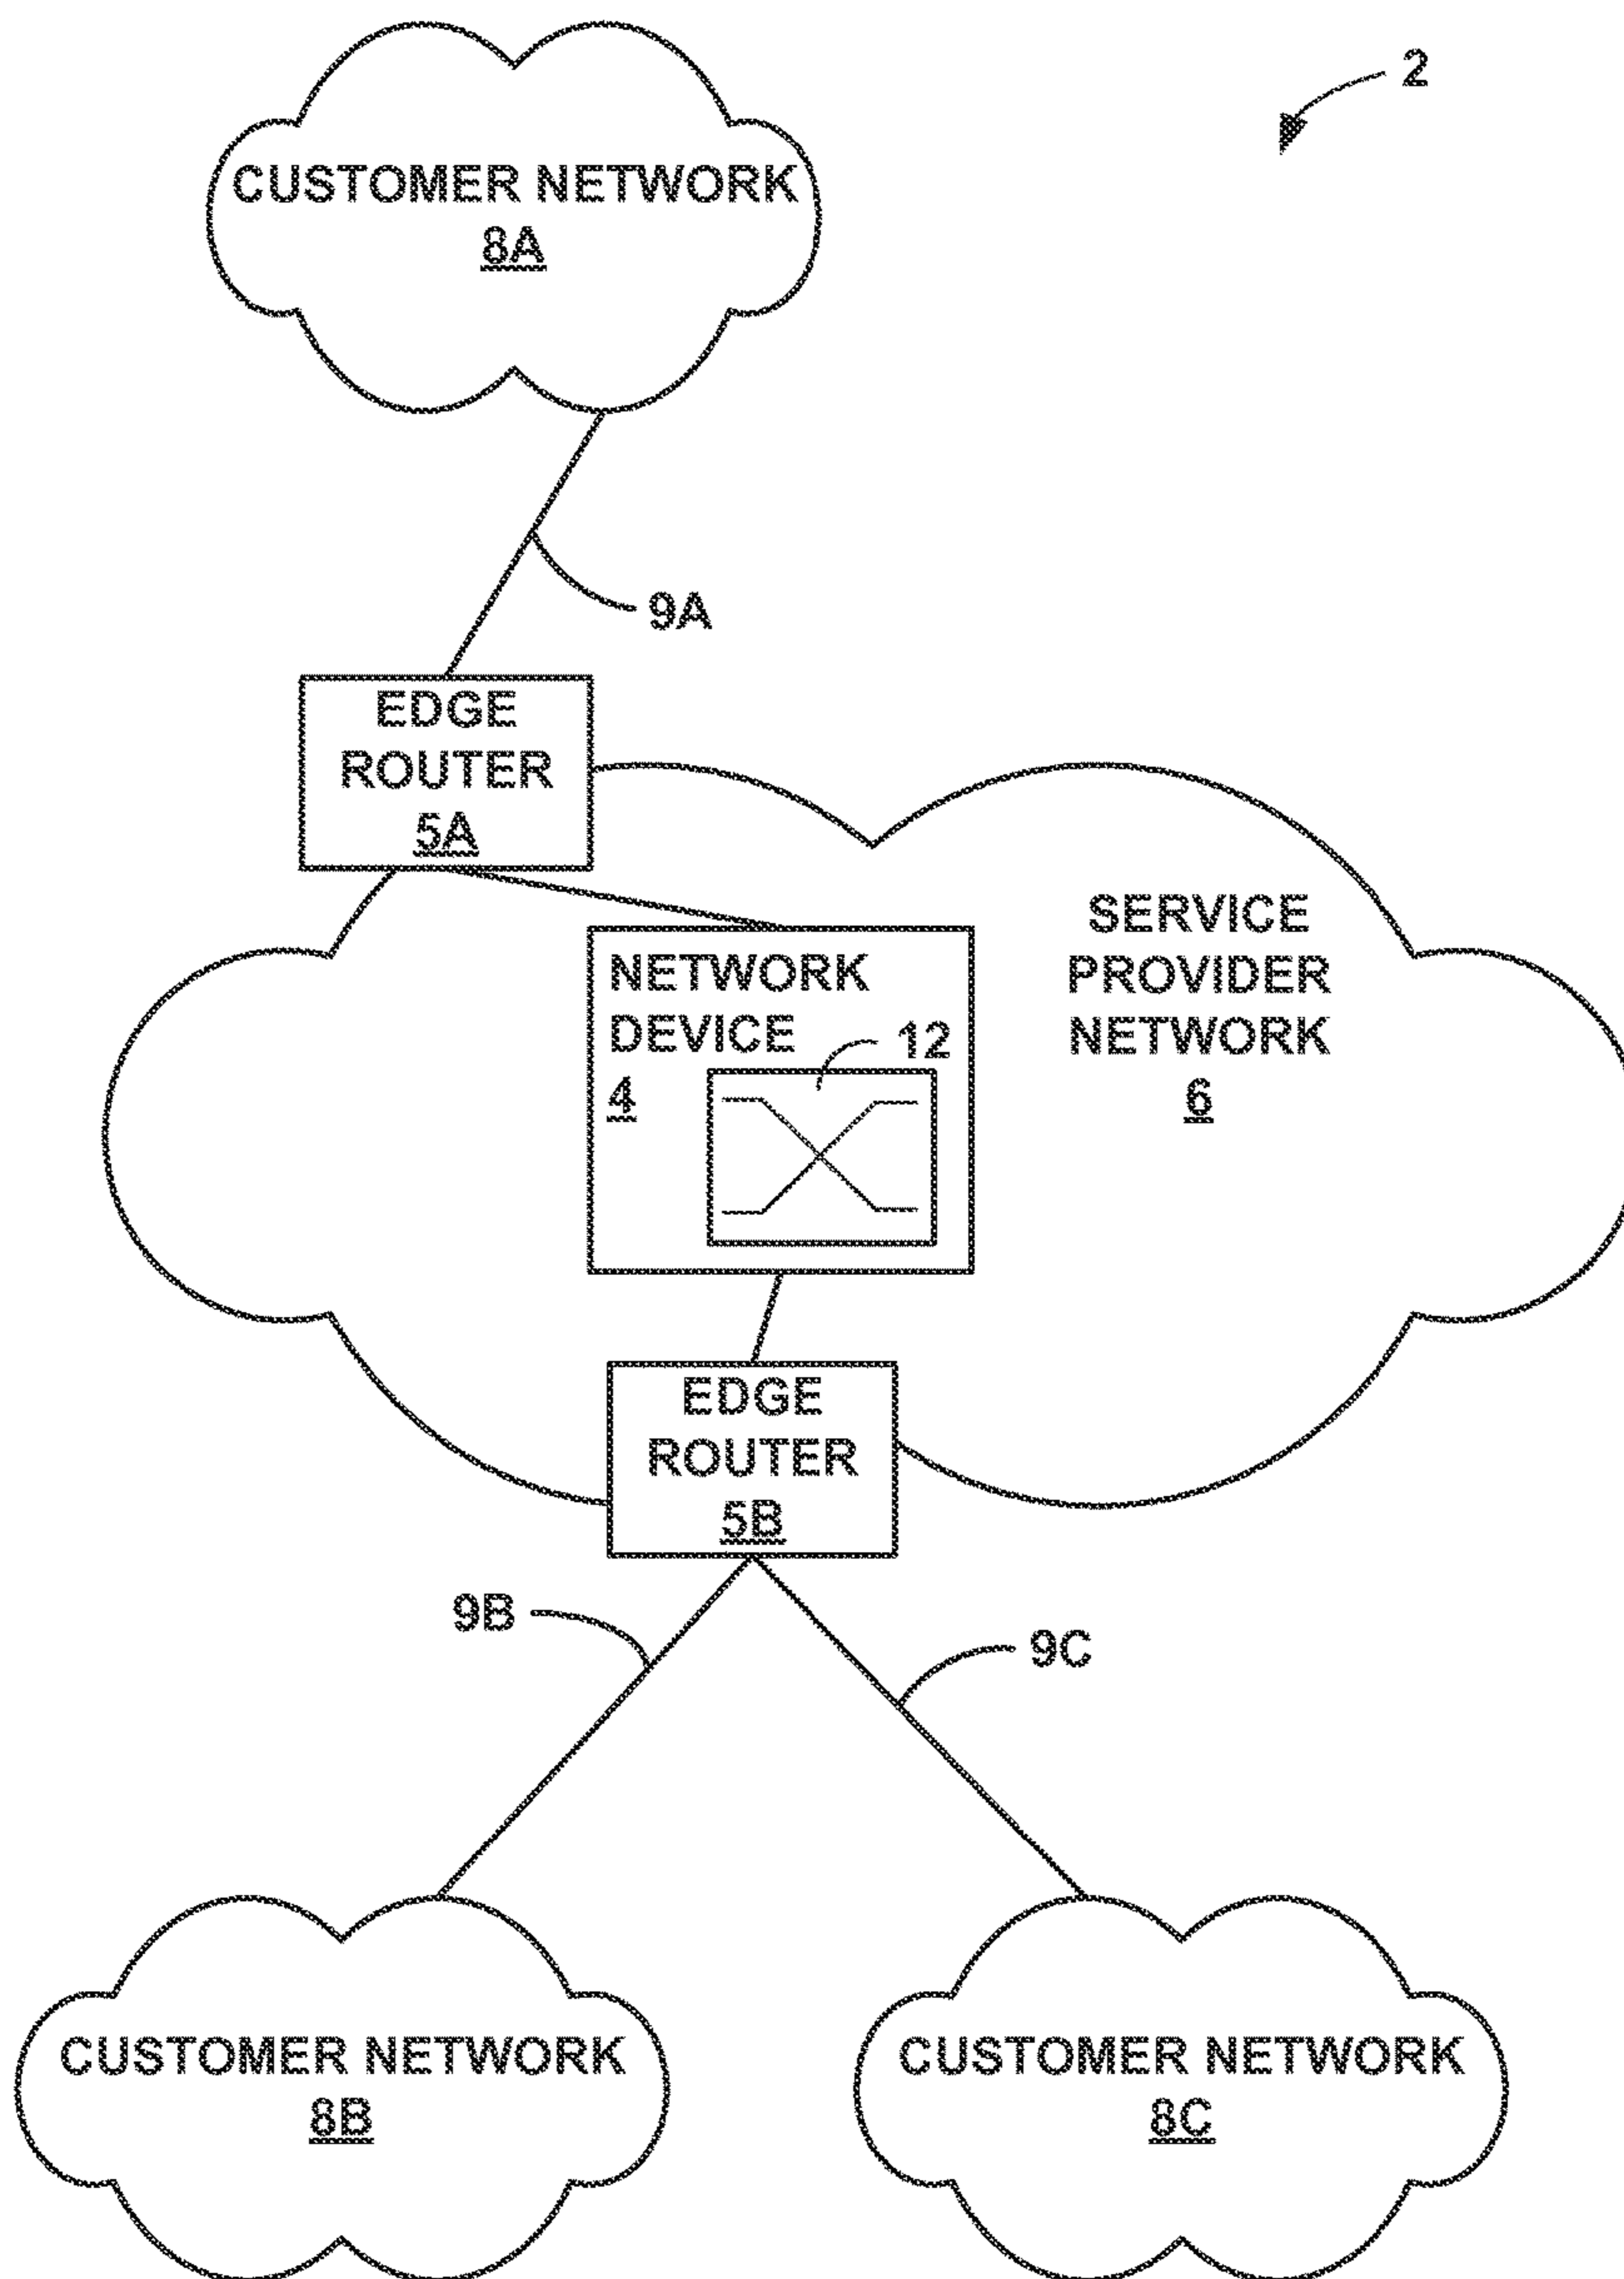 2
CUSTOMER NETWORK
8A
9A
EDGE
ROUTER
5A
SERVICE
PROVIDER
NETWORK
6
NETWORK
DEVICE
4
12
EDGE
ROUTER
5B
9B
9C
CUSTOMER NETWORK
8B
CUSTOMER NETWORK
8C